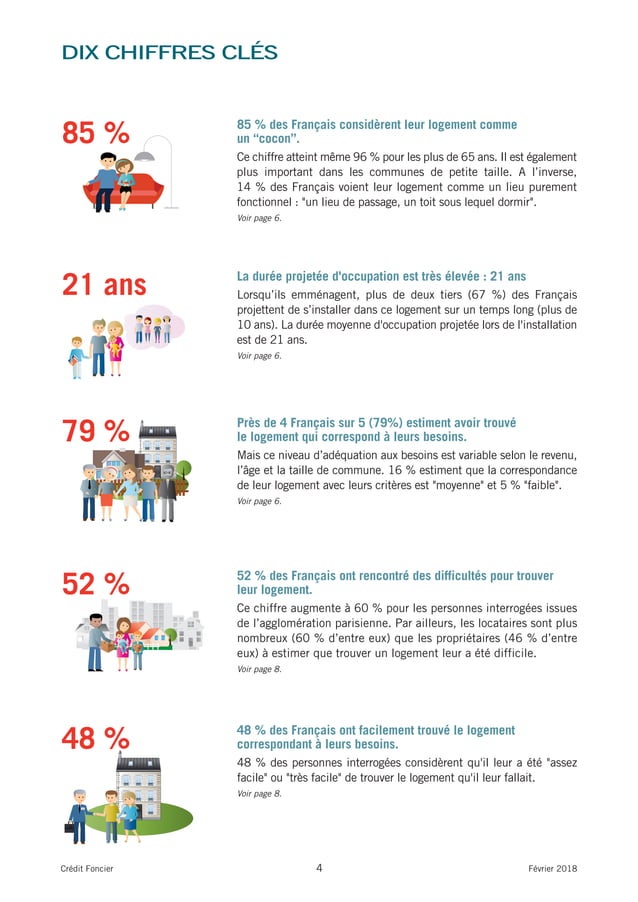 DIX CHIFFRES CLÉS
85 %
85 % des Français considèrent leur logement comme
un “cocon”.
Ce chiffre atteint même 96 % pour les plus de 65 ans. Il est également
plus important dans les communes de petite taille. A l’inverse,
14 % des Français voient leur logement comme un lieu purement
fonctionnel : "un lieu de passage, un toit sous lequel dormir".
Voir page 6.
21 ans
La durée projetée d'occupation est très élevée : 21 ans
Lorsqu’ils emménagent, plus de deux tiers (67 %) des Français
projettent de s’installer dans ce logement sur un temps long (plus de
10 ans). La durée moyenne d'occupation projetée lors de l'installation
est de 21 ans.
Voir page 6.
79 %
Près de 4 Français sur 5 (79%) estiment avoir trouvé
le logement qui correspond à leurs besoins.
Mais ce niveau d’adéquation aux besoins est variable selon le revenu,
l’âge et la taille de commune. 16 % estiment que la correspondance
de leur logement avec leurs critères est "moyenne" et 5 % "faible".
Voir page 6.
52 %
52 % des Français ont rencontré des difficultés pour trouver
leur logement.
Ce chiffre augmente à 60 % pour les personnes interrogées issues
de l’agglomération parisienne. Par ailleurs, les locataires sont plus
nombreux (60 % d’entre eux) que les propriétaires (46 % d’entre
eux) à estimer que trouver un logement leur a été difficile.
Voir page 8.
48 %
48 % des Français ont facilement trouvé le logement
correspondant à leurs besoins.
48 % des personnes interrogées considèrent qu'il leur a été "assez
facile" ou "très facile" de trouver le logement qu'il leur fallait.
Voir page 8.
Crédit Foncier
4
Février 2018